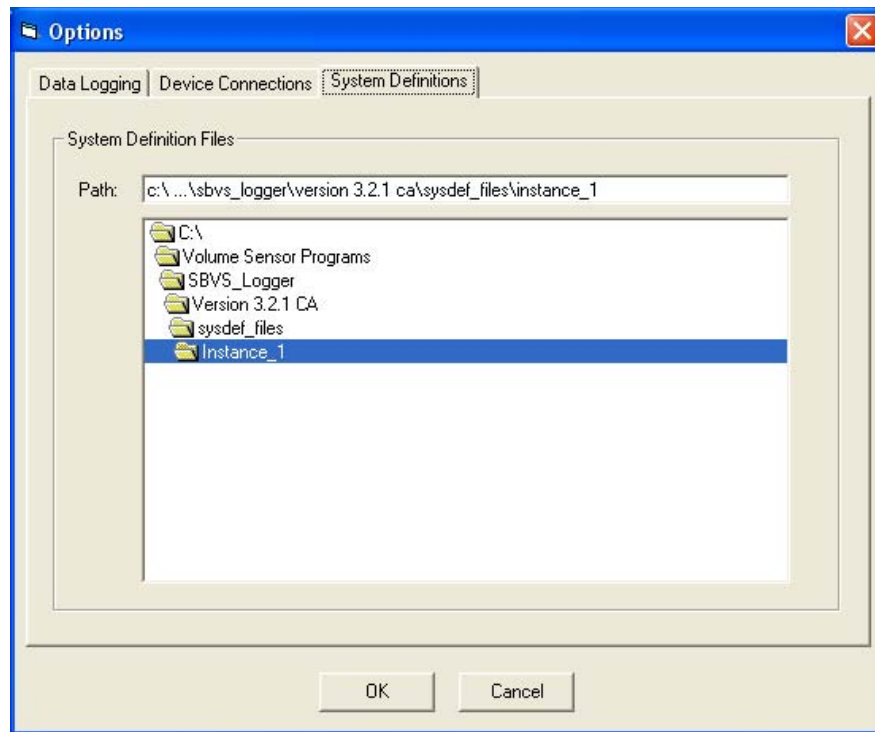 Options
Data Logging Device Connections System Definitions
System Definition Files
Path: c:\ ...\sbvs_logger\version 3.2.1 ca\sysdef_files\instance_1
C:\
Volume Sensor Programs
SBVS_Logger
Version 3.2.1 CA
sysdef_files
Instance_1
OK Cancel